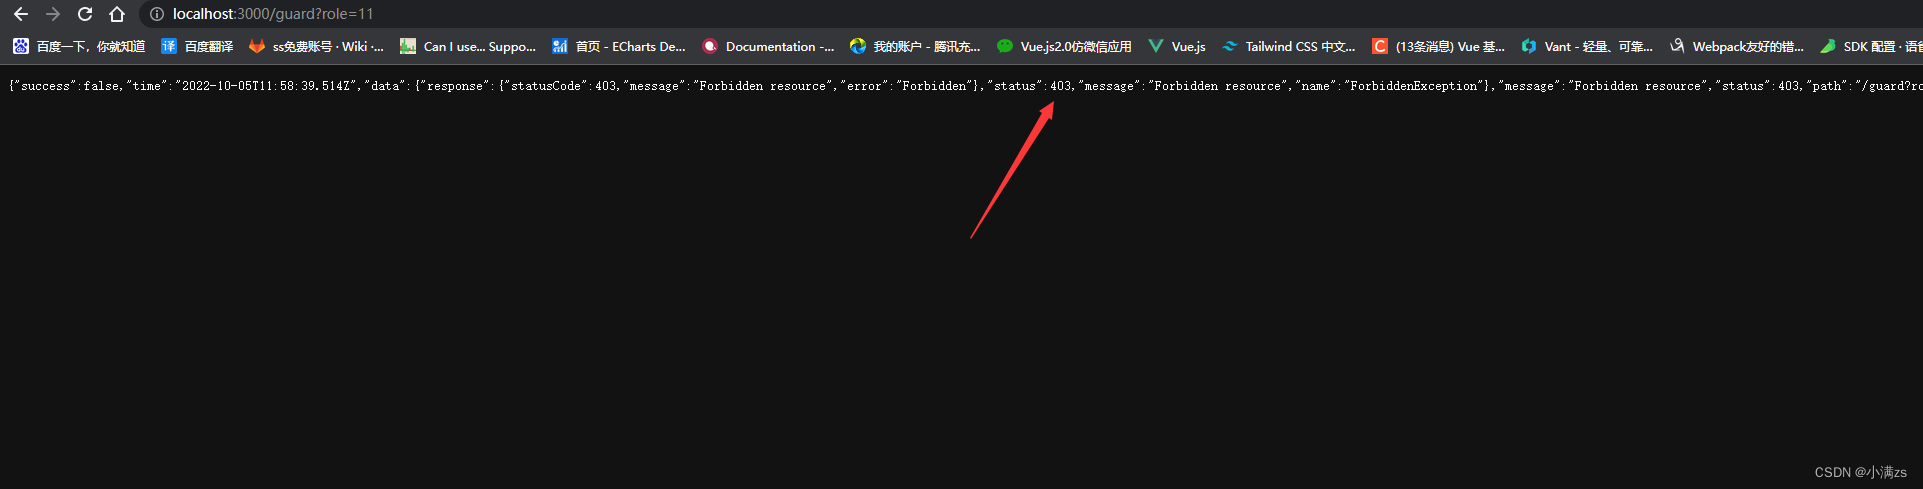 localhost:3000/guard?role=11
百度一下，你就知道 译 百度翻译 ss免费账号 · Wiki ·... Can I use... Suppo... 首页 - ECharts De... Documentation -... 我的账户 - 腾讯充... Vue.js2.0仿微信应用 Vue.js Tailwind CSS 中文... C (13条消息) Vue 基... Vant - 轻量、可靠... Webpack友好的错... SDK 配置 · 语音
{"success":false,"time":"2022-10-05T11:58:39.514Z","data":{"response":{"statusCode":403,"message":"Forbidden resource","error":"Forbidden"},"status":403,"message":"Forbidden resource","name":"ForbiddenException"},"message":"Forbidden resource","status":403,"path":"/guard?ro
CSDN @小满zs